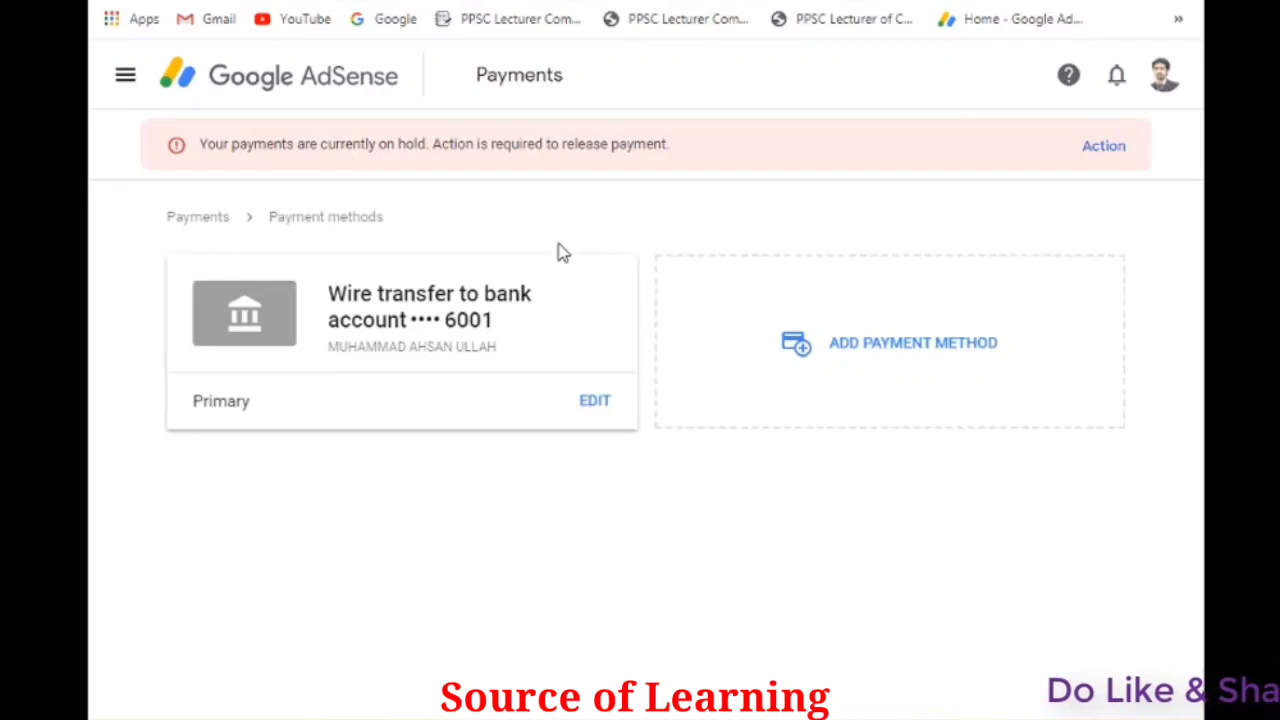 Apps Gmail YouTube Google PPSC Lecturer Com... PPSC Lecturer Com... PPSC Lecturer of C... Home - Google Ad... »
Google AdSense Payments
Your payments are currently on hold. Action is required to release payment. Action
Payments > Payment methods
Wire transfer to bank
account •••• 6001
MUHAMMAD AHSAN ULLAH
ADD PAYMENT METHOD
Primary EDIT
Source of Learning
Do Like & Sha